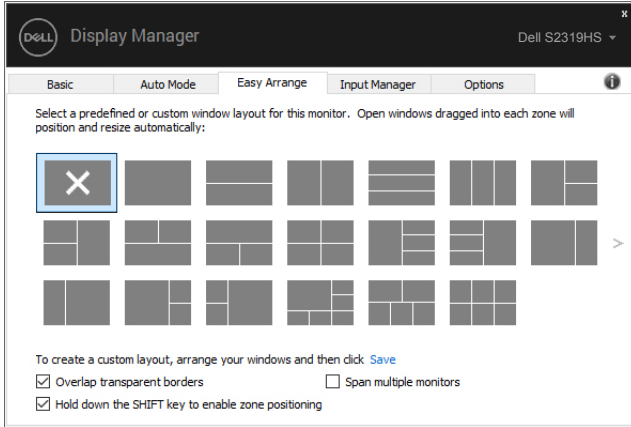 x
DELL Display Manager
Dell S2319HS
Basic Auto Mode Easy Arrange Input Manager Options i
Select a predefined or custom window layout for this monitor. Open windows dragged into each zone will
position and resize automatically:
To create a custom layout, arrange your windows and then click Save
Overlap transparent borders Span multiple monitors
Hold down the SHIFT key to enable zone positioning